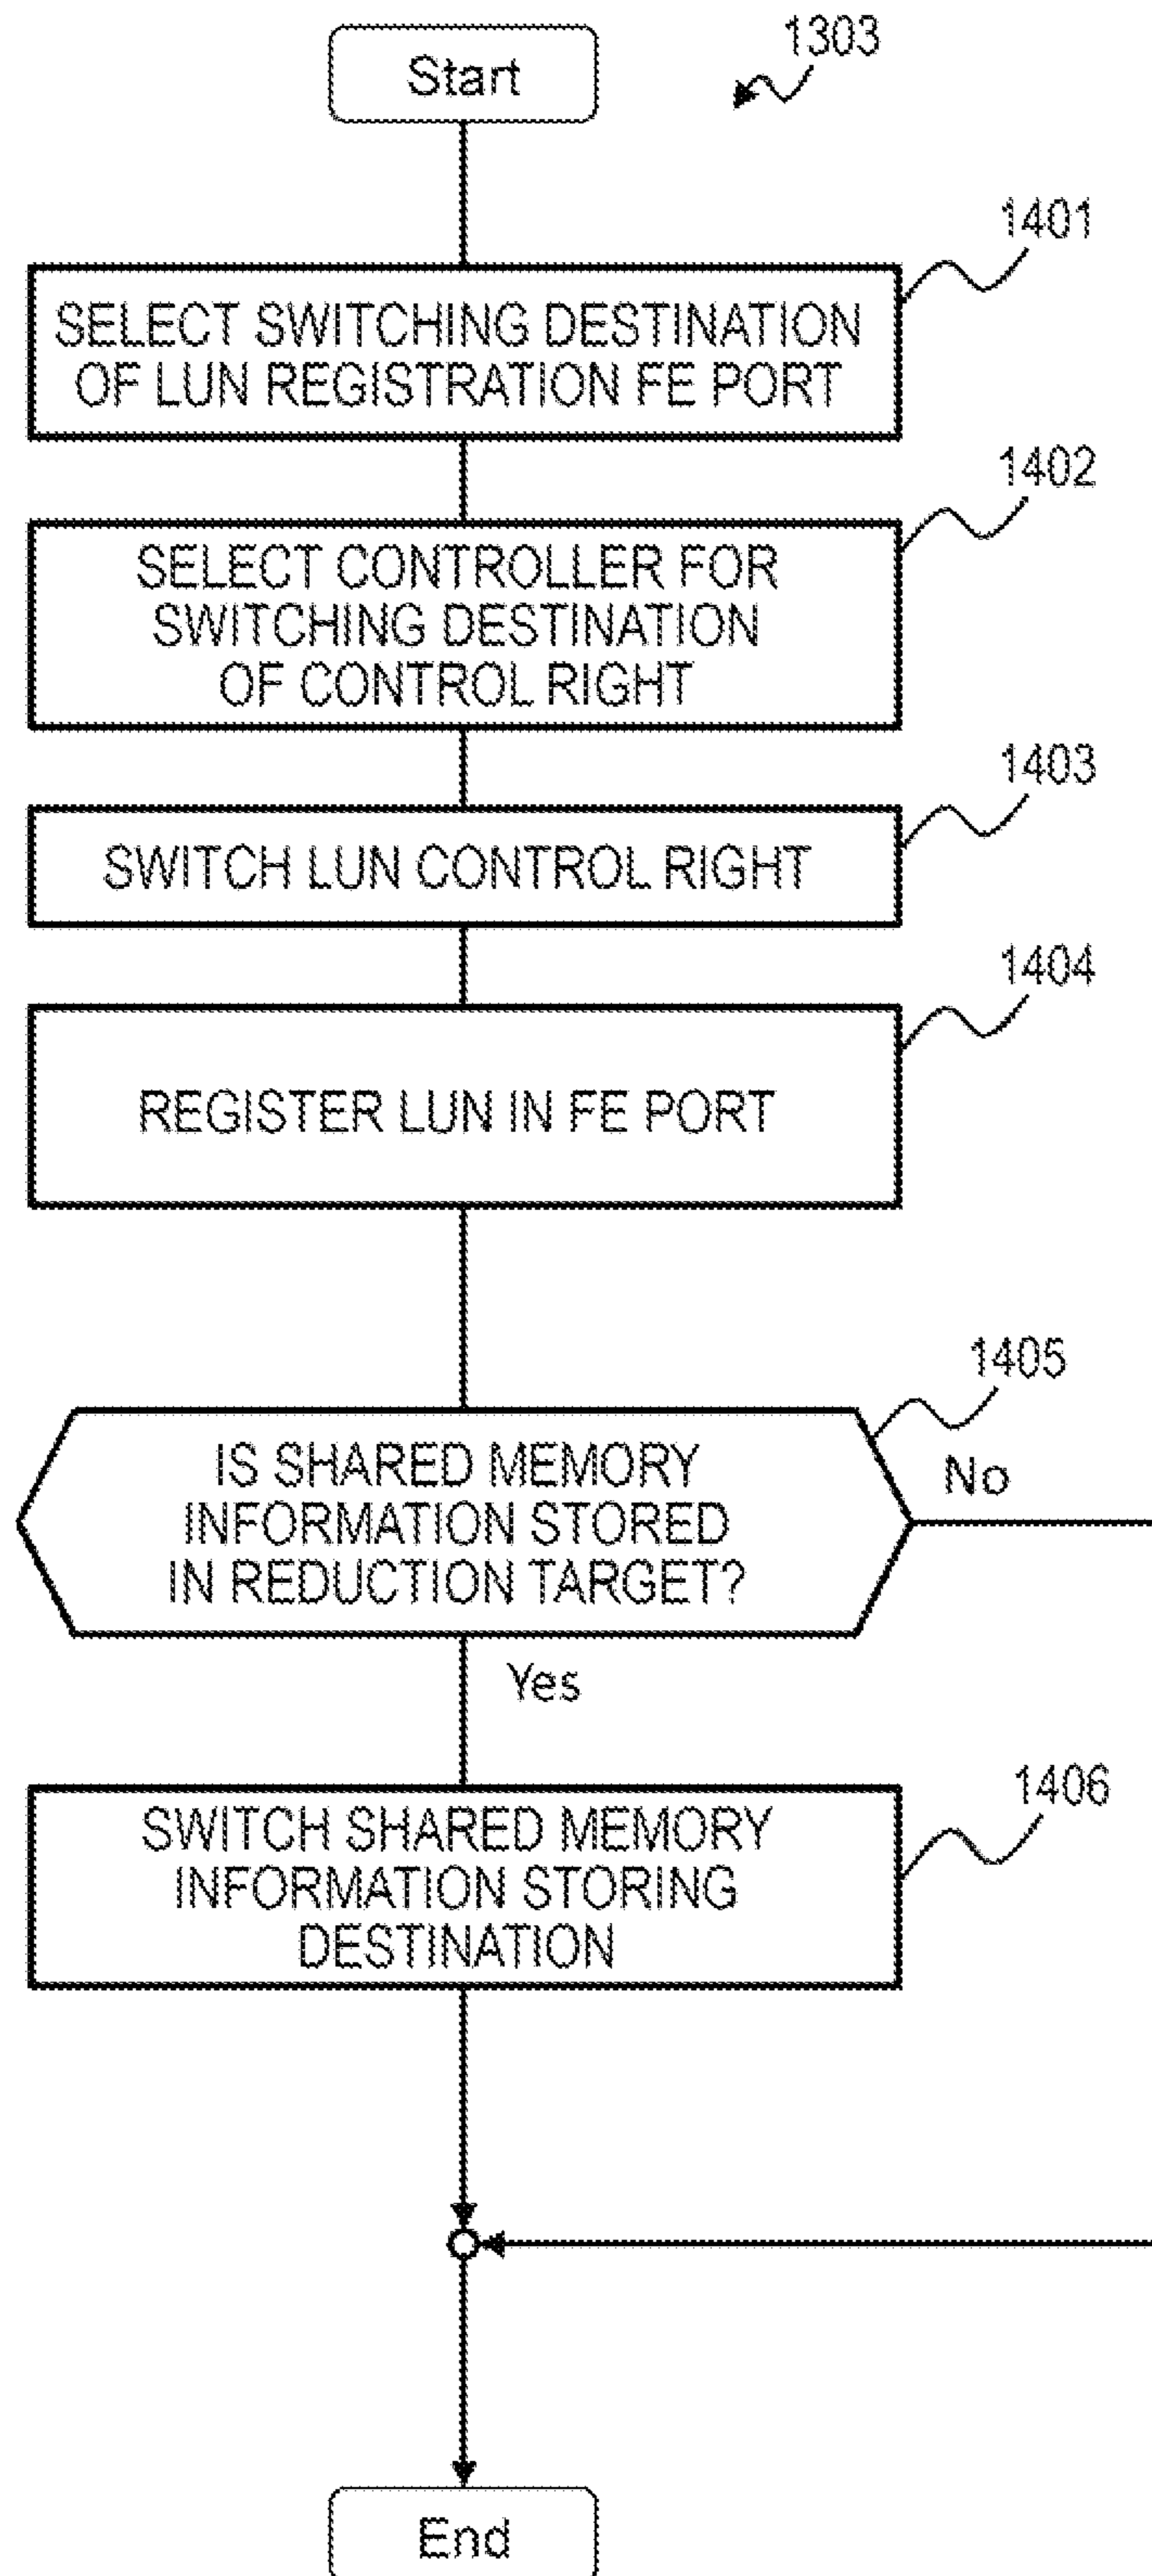 Start
1303
1401
SELECT SWITCHING DESTINATION
OF LUN REGISTRATION FE PORT
1402
SELECT CONTROLLER FOR
SWITCHING DESTINATION
OF CONTROL RIGHT
1403
SWITCH LUN CONTROL RIGHT
1404
REGISTER LUN IN FE PORT
1405
IS SHARED MEMORY
INFORMATION STORED
IN REDUCTION TARGET?
No
Yes
1406
SWITCH SHARED MEMORY
INFORMATION STORING
DESTINATION
End